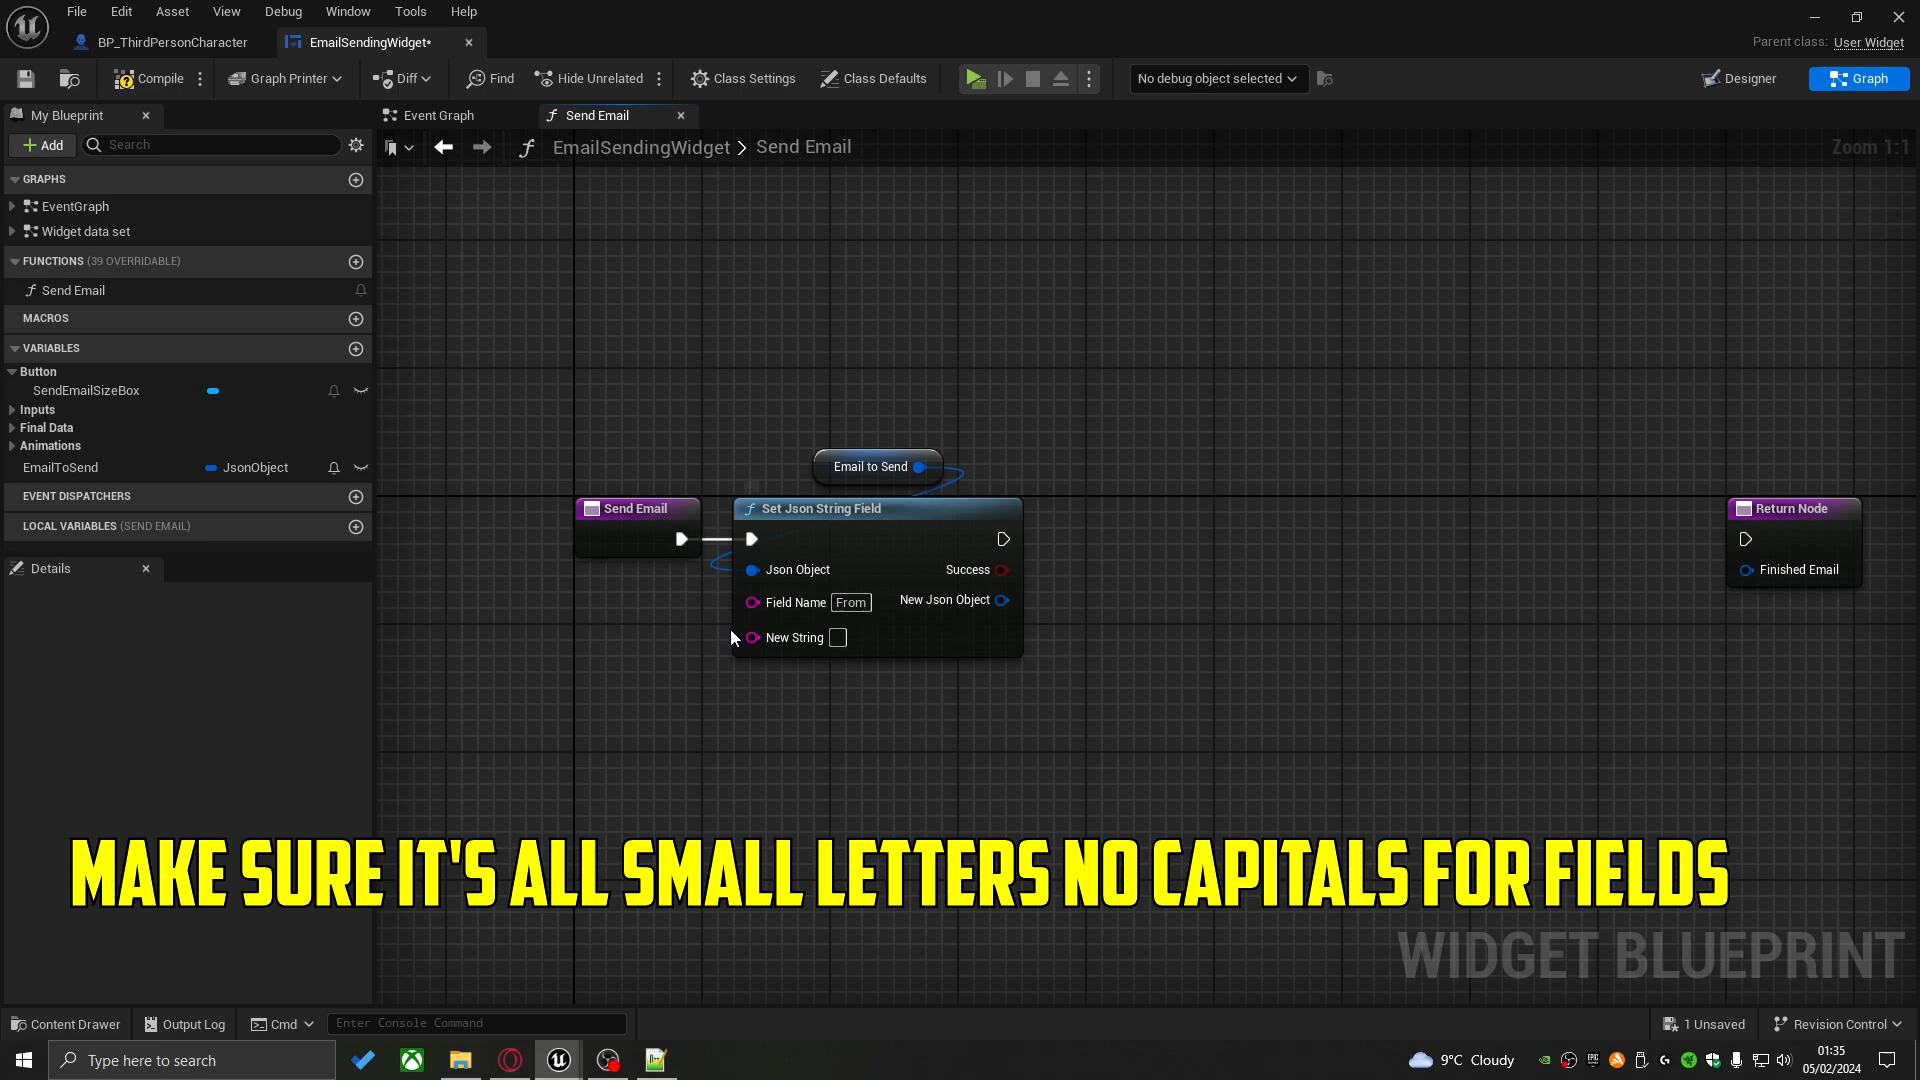 File Edit Asset View Debug Window Tools Help
BP_ThirdPersonCharacter EmailSendingWidget*
Parent class: User Widget
Compile Graph Printer Diff Find Hide Unrelated Class Settings Class Defaults No debug object selected Designer Graph
My Blueprint
Event Graph Send Email
Add Search
EmailSendingWidget > Send Email Zoom 1:1
GRAPHS
EventGraph
Widget data set
FUNCTIONS (39 OVERRIDABLE)
Send Email
MACROS
VARIABLES
Button
SendEmailSizeBox
Inputs
Final Data
Animations
EmailToSend JsonObject
EVENT DISPATCHERS
LOCAL VARIABLES (SEND EMAIL)
Details
Email to Send
Send Email
Set Json String Field
Json Object Success
Field Name From New Json Object
New String
Return Node
Finished Email
MAKE SURE IT'S ALL SMALL LETTERS NO CAPITALS FOR FIELDS
WIDGET BLUEPRINT
Content Drawer Output Log Cmd Enter Console Command 1 Unsaved Revision Control
Type here to search 9°C Cloudy 01:35
05/02/2024